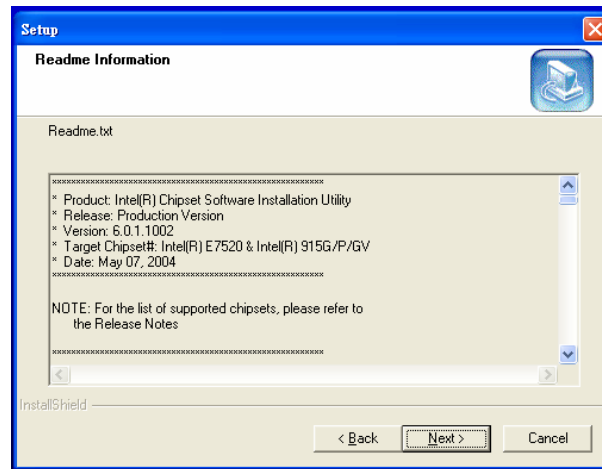 Setup
Readme Information
Readme.txt
******************************************************************
* Product: Intel(R) Chipset Software Installation Utility
* Release: Production Version
* Version: 6.0.1.1002
* Target Chipset#: Intel(R) E7520 & Intel(R) 915G/P/GV
* Date: May 07, 2004
******************************************************************
NOTE: For the list of supported chipsets, please refer to
the Release Notes
******************************************************************
InstallShield
< Back
Next >
Cancel